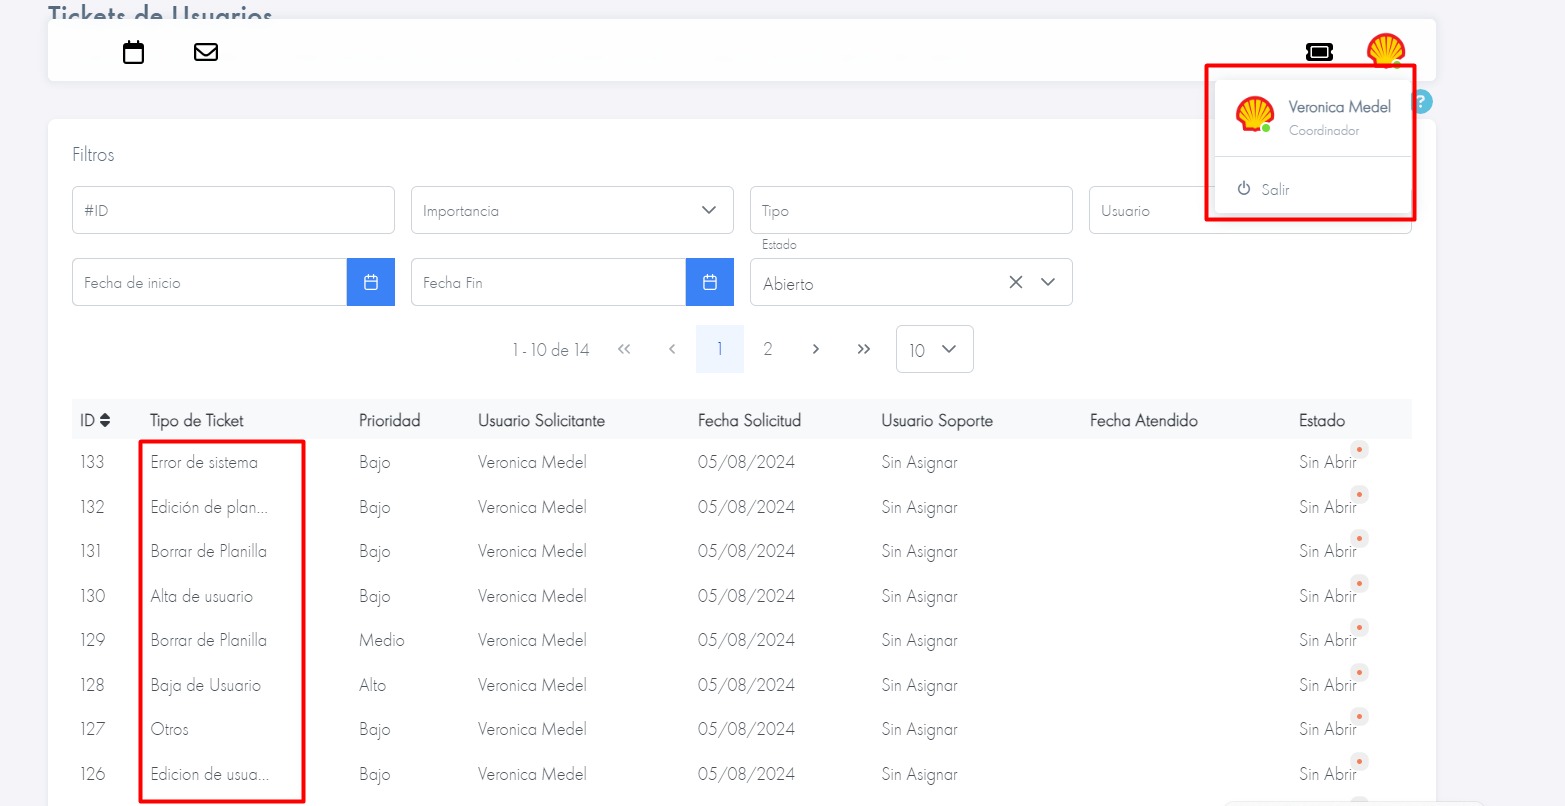 Tickets de Usuarios
Veronica Medel
?
Coordinador
Salir
Filtros
#ID
Importancia
Tipo
Usuario
Fecha de inicio
Fecha Fin
Estado
Abierto
1 - 10 de 14
1
2
10
ID Tipo de Ticket Prioridad Usuario Solicitante Fecha Solicitud Usuario Soporte Fecha Atendido Estado
133 Error de sistema Bajo Veronica Medel 05/08/2024 Sin Asignar Sin Abrir
132 Edición de plan... Bajo Veronica Medel 05/08/2024 Sin Asignar Sin Abrir
131 Borrar de Planilla Bajo Veronica Medel 05/08/2024 Sin Asignar Sin Abrir
130 Alta de usuario Bajo Veronica Medel 05/08/2024 Sin Asignar Sin Abrir
129 Borrar de Planilla Medio Veronica Medel 05/08/2024 Sin Asignar Sin Abrir
128 Baja de Usuario Alto Veronica Medel 05/08/2024 Sin Asignar Sin Abrir
127 Otros Bajo Veronica Medel 05/08/2024 Sin Asignar Sin Abrir
126 Edicion de usua... Bajo Veronica Medel 05/08/2024 Sin Asignar Sin Abrir